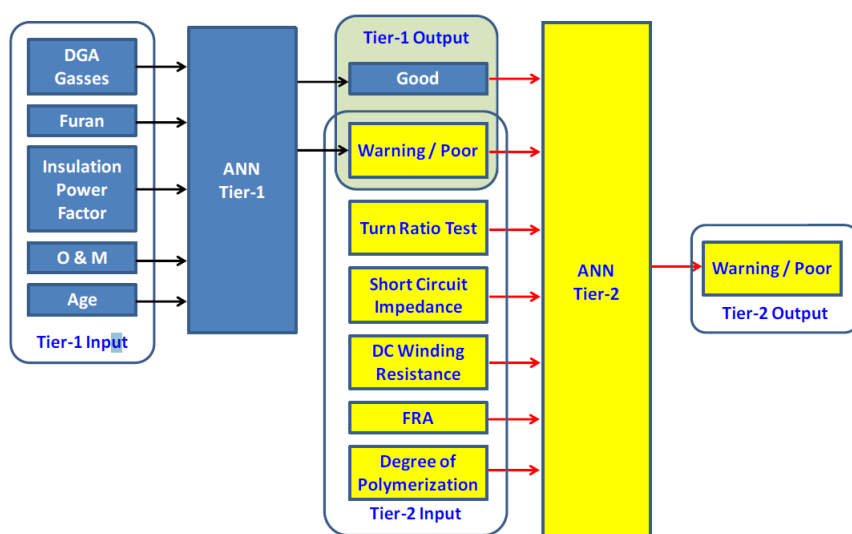 DGA
Gasses
Furan
Insulation
Power
Factor
O & M
Age
Tier-1 Input
ANN
Tier-1
Tier-1 Output
Good
Warning / Poor
Turn Ratio Test
Short Circuit
Impedance
DC Winding
Resistance
FRA
Degree of
Polymerization
Tier-2 Input
ANN
Tier-2
Warning / Poor
Tier-2 Output